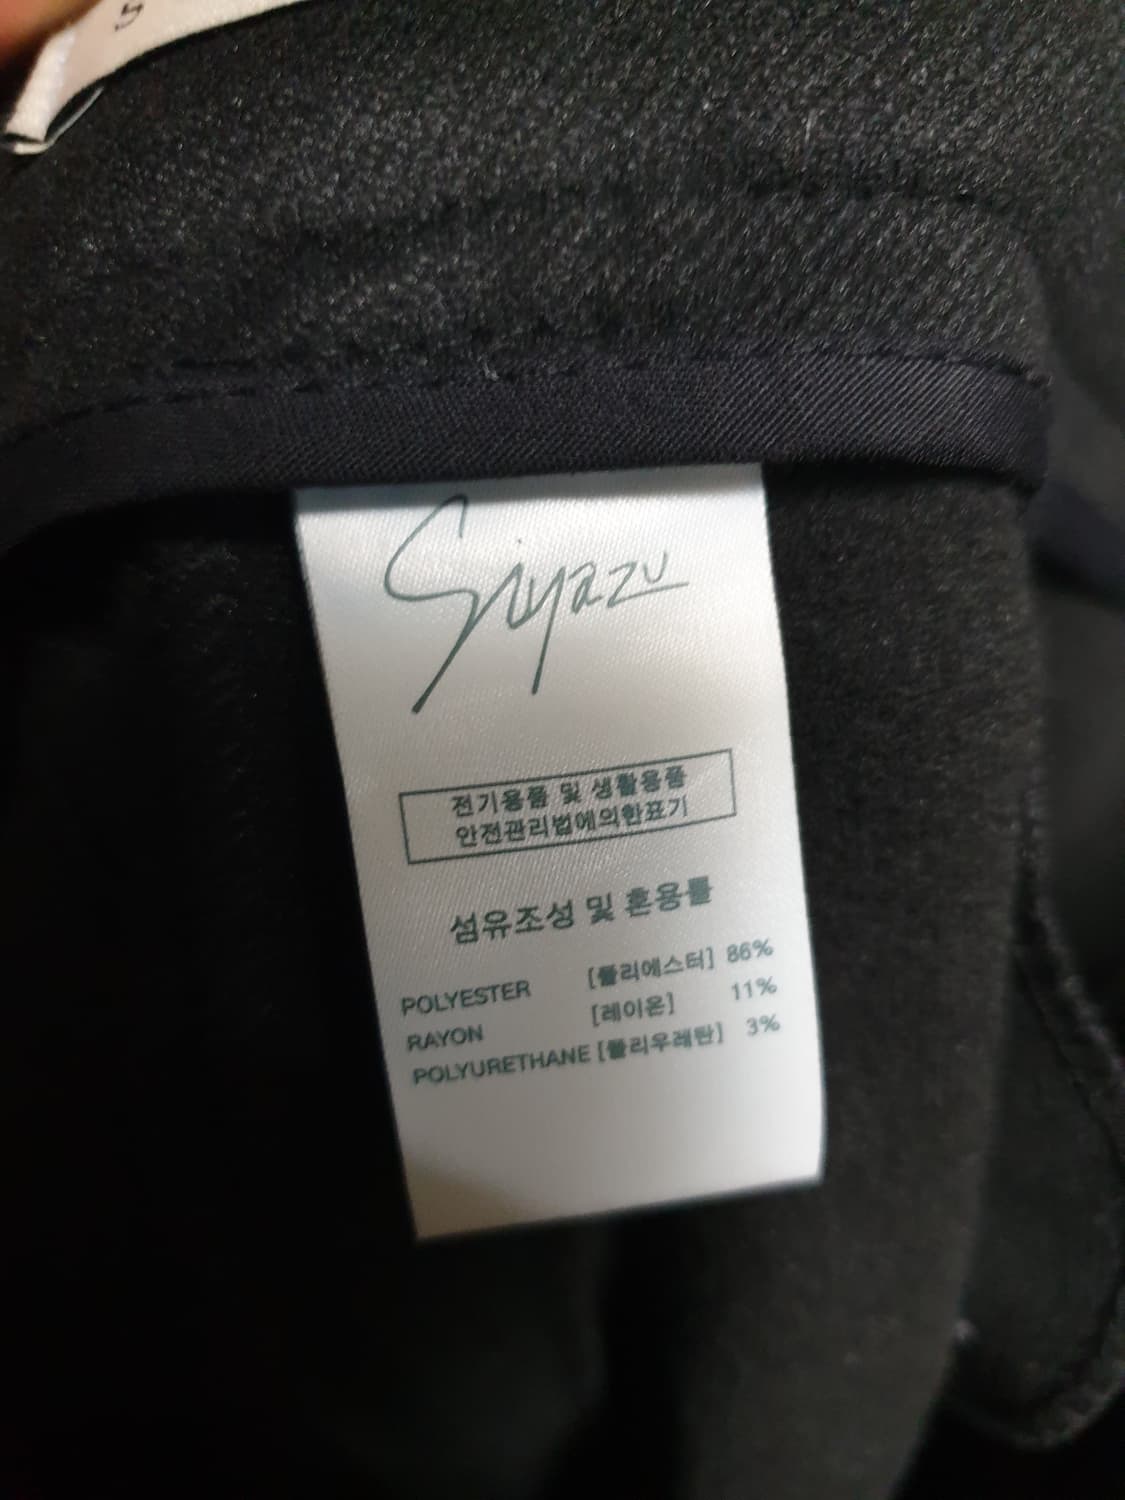 Siyazu
전기용품 및 생활용품
안전관리법에의한표기
섬유조성 및 혼용률
POLYESTER [폴리에스터] 86%
RAYON [레이온] 11%
POLYURETHANE [폴리우레탄] 3%